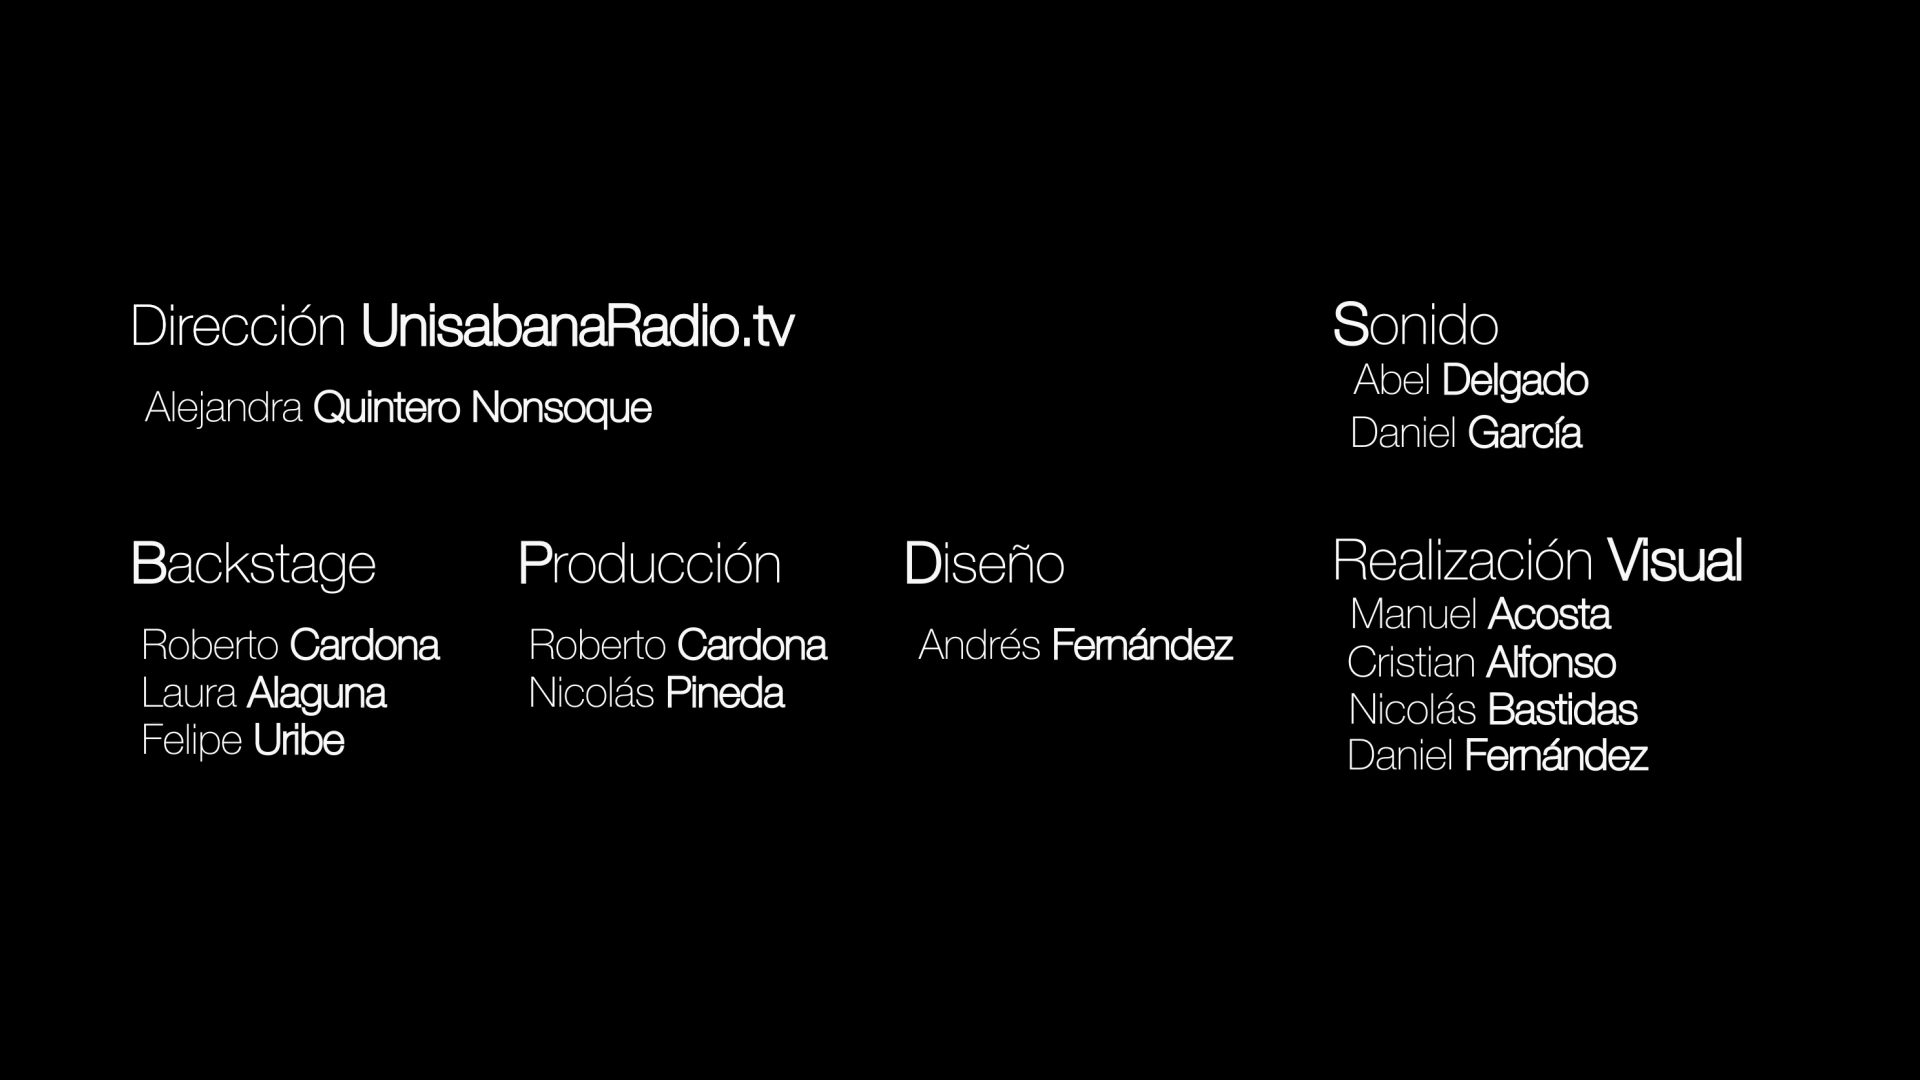 Dirección UnisabanaRadio.tv
Alejandra Quintero Nonsoque
Sonido
Abel Delgado
Daniel García
Backstage
Roberto Cardona
Laura Alaguna
Felipe Uribe
Producción
Roberto Cardona
Nicolás Pineda
Diseño
Andrés Fernández
Realización Visual
Manuel Acosta
Cristian Alfonso
Nicolás Bastidas
Daniel Fernández